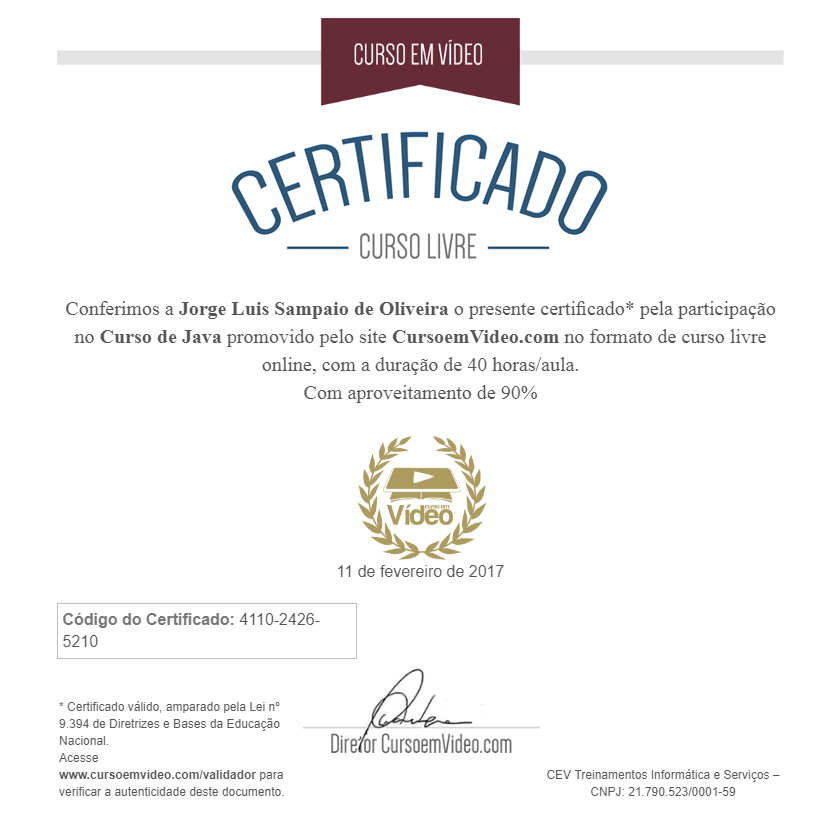 CURSO EM VÍDEO
CERTIFICADO
CURSO LIVRE
Conferimos a Jorge Luis Sampaio de Oliveira o presente certificado* pela participação
no Curso de Java promovido pelo site CursoemVideo.com no formato de curso livre
online, com a duração de 40 horas/aula.
Com aproveitamento de 90%
curso em
Vídeo
11 de fevereiro de 2017
Código do Certificado: 4110-2426-
5210
* Certificado válido, amparado pela Lei nº
9.394 de Diretrizes e Bases da Educação
Nacional.
Acesse
www.cursoemvideo.com/validador para
verificar a autenticidade deste documento.
Diretor CursoemVideo.com
CEV Treinamentos Informática e Serviços –
CNPJ: 21.790.523/0001-59